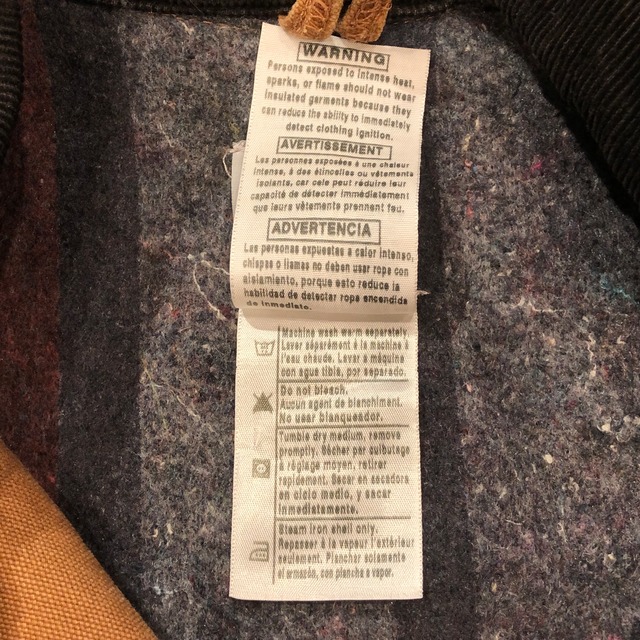 WARNING
Persons exposed to intense heat,
sparks, or flame should not wear
insulated garments because they
can reduce the ability to immediately
detect clothing ignition.
AVERTISSEMENT
Les personnes exposées à une chaleur
intense, à des étincelles ou vêtements
isolants, car cele peut réduire leur
capacité de détecter immédiatement
que leurs vêtements prennent feu.
ADVERTENCIA
Las personas expuestas a calor intenso,
chispas o llamas no deben usar ropa con
aislamiento, porque esto reduce la
habilidad de detectar ropa encendida
de inmediato.
Machine wash warm separately.
Laver séparément à la machine à
l'eau chaude. Lavar a máquina
con agua tibia, por separado.
Do not bleach.
Aucun agent de blanchiment.
No usar blanqueador.
Tumble dry medium, remove
promptly. Sécher par culbutage
à réglage moyen, retirer
rapidement. Secar en secadora
en ciclo medio, y sacar
inmediatamente.
Steam iron shell only.
Repasser à la vapeur l'extérieur
seulement. Planchar solamente
el armazón, con plancha a vapor.